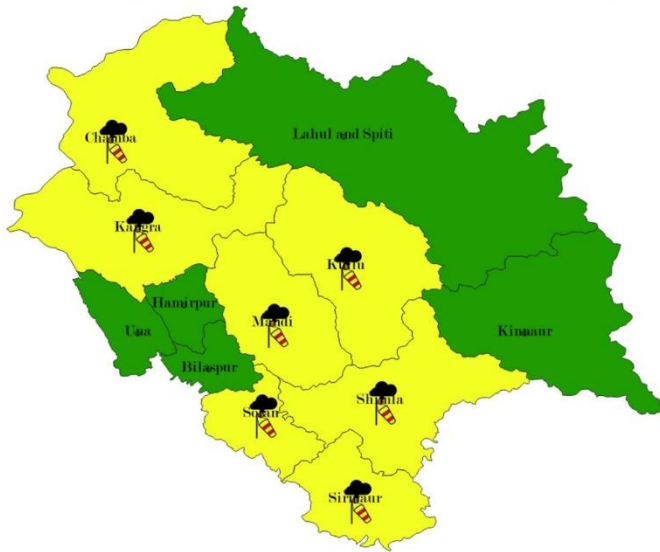 Chamba
Lahul and Spiti
Kangra
Kullu
Hamirpur
Una
Mandi
Kinnaur
Bilaspur
Solan
Shimla
Sirmaur